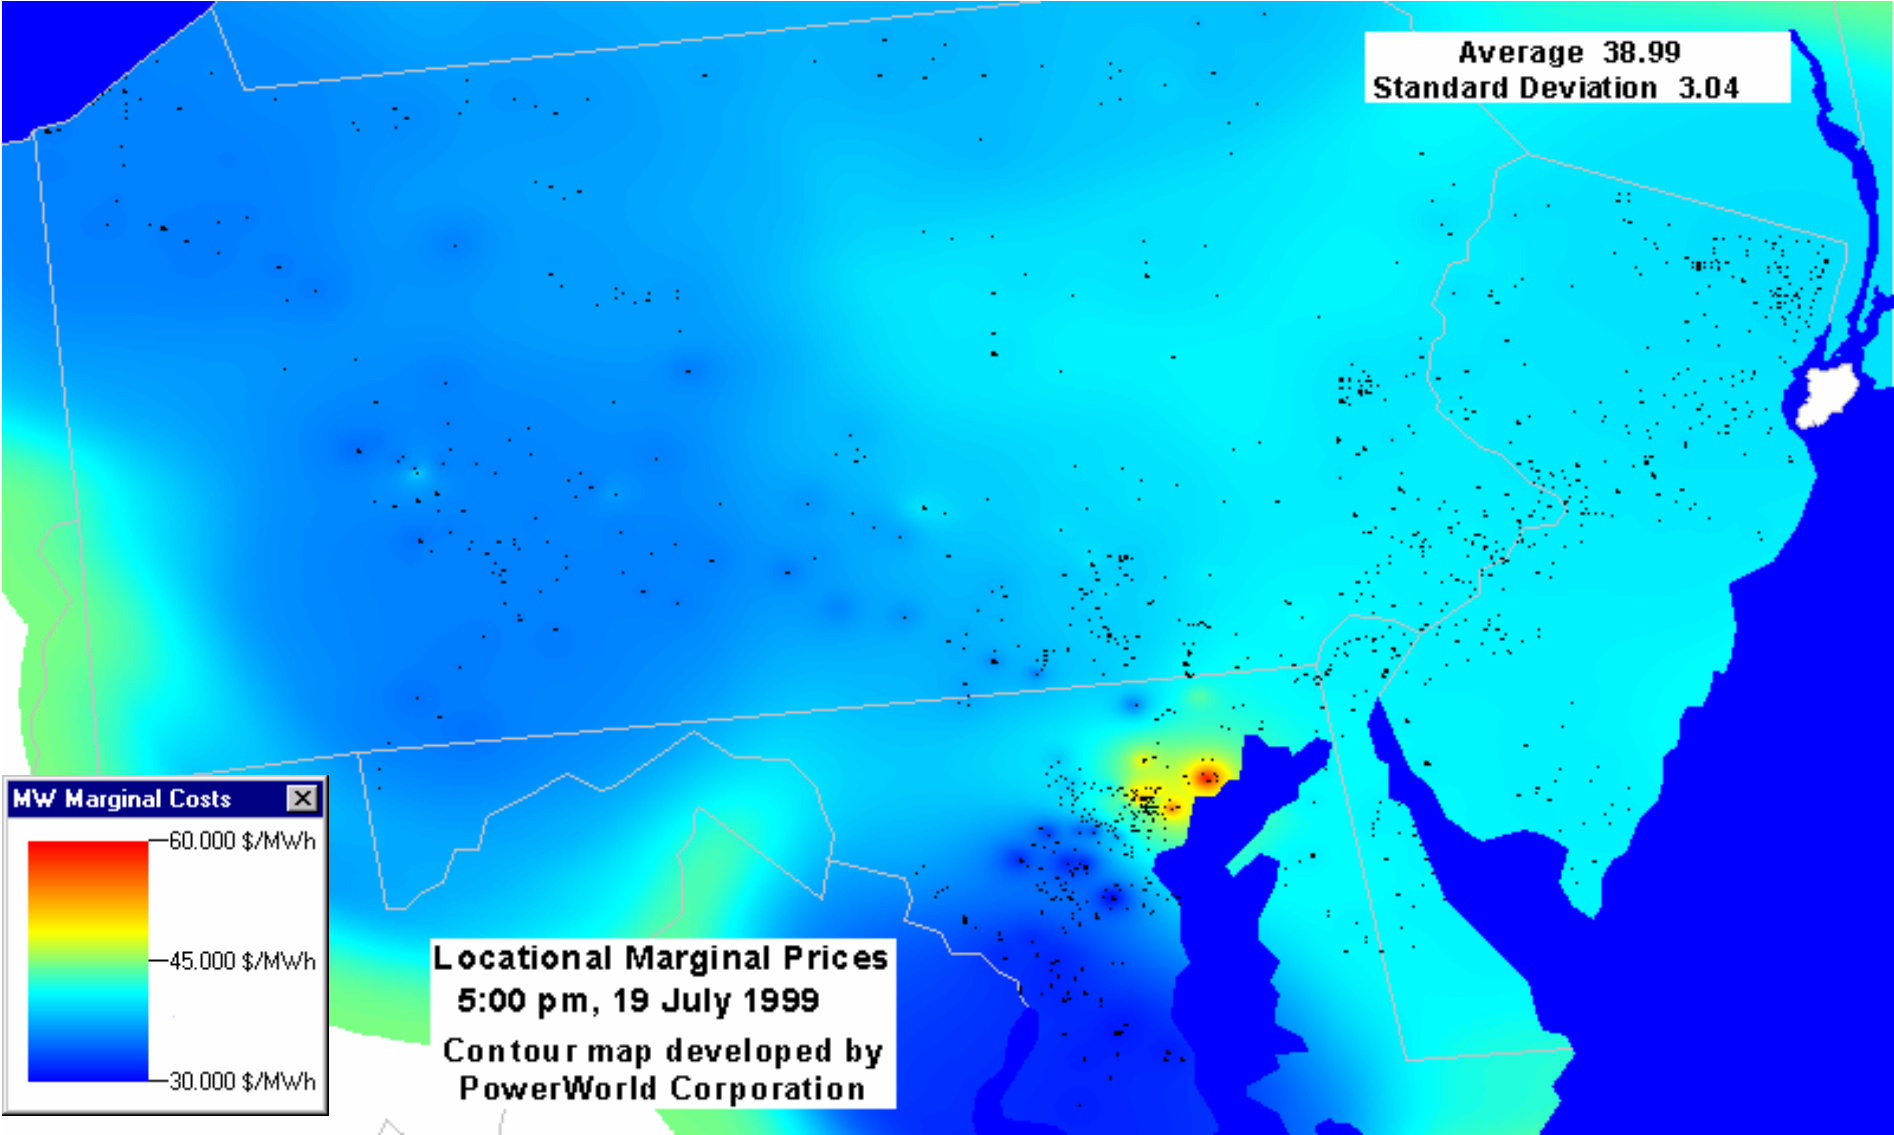 Average 38.99
Standard Deviation 3.04
MW Marginal Costs
60.000 $/MWh
45.000 $/MWh
30.000 $/MWh
Locational Marginal Prices
5:00 pm, 19 July 1999
Contour map developed by
PowerWorld Corporation